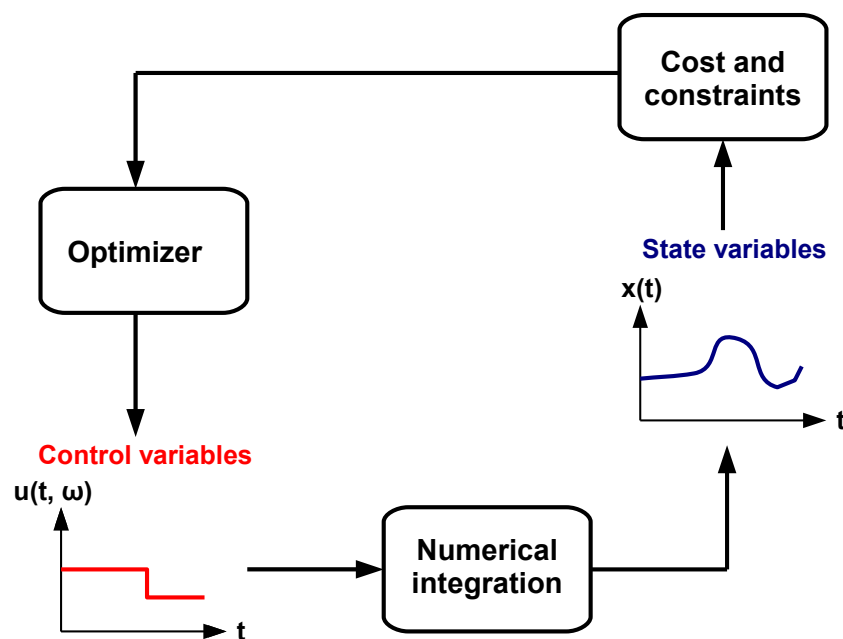 Cost and
constraints
Optimizer
State variables
x(t)
t
Control variables
u(t, ω)
t
Numerical
integration